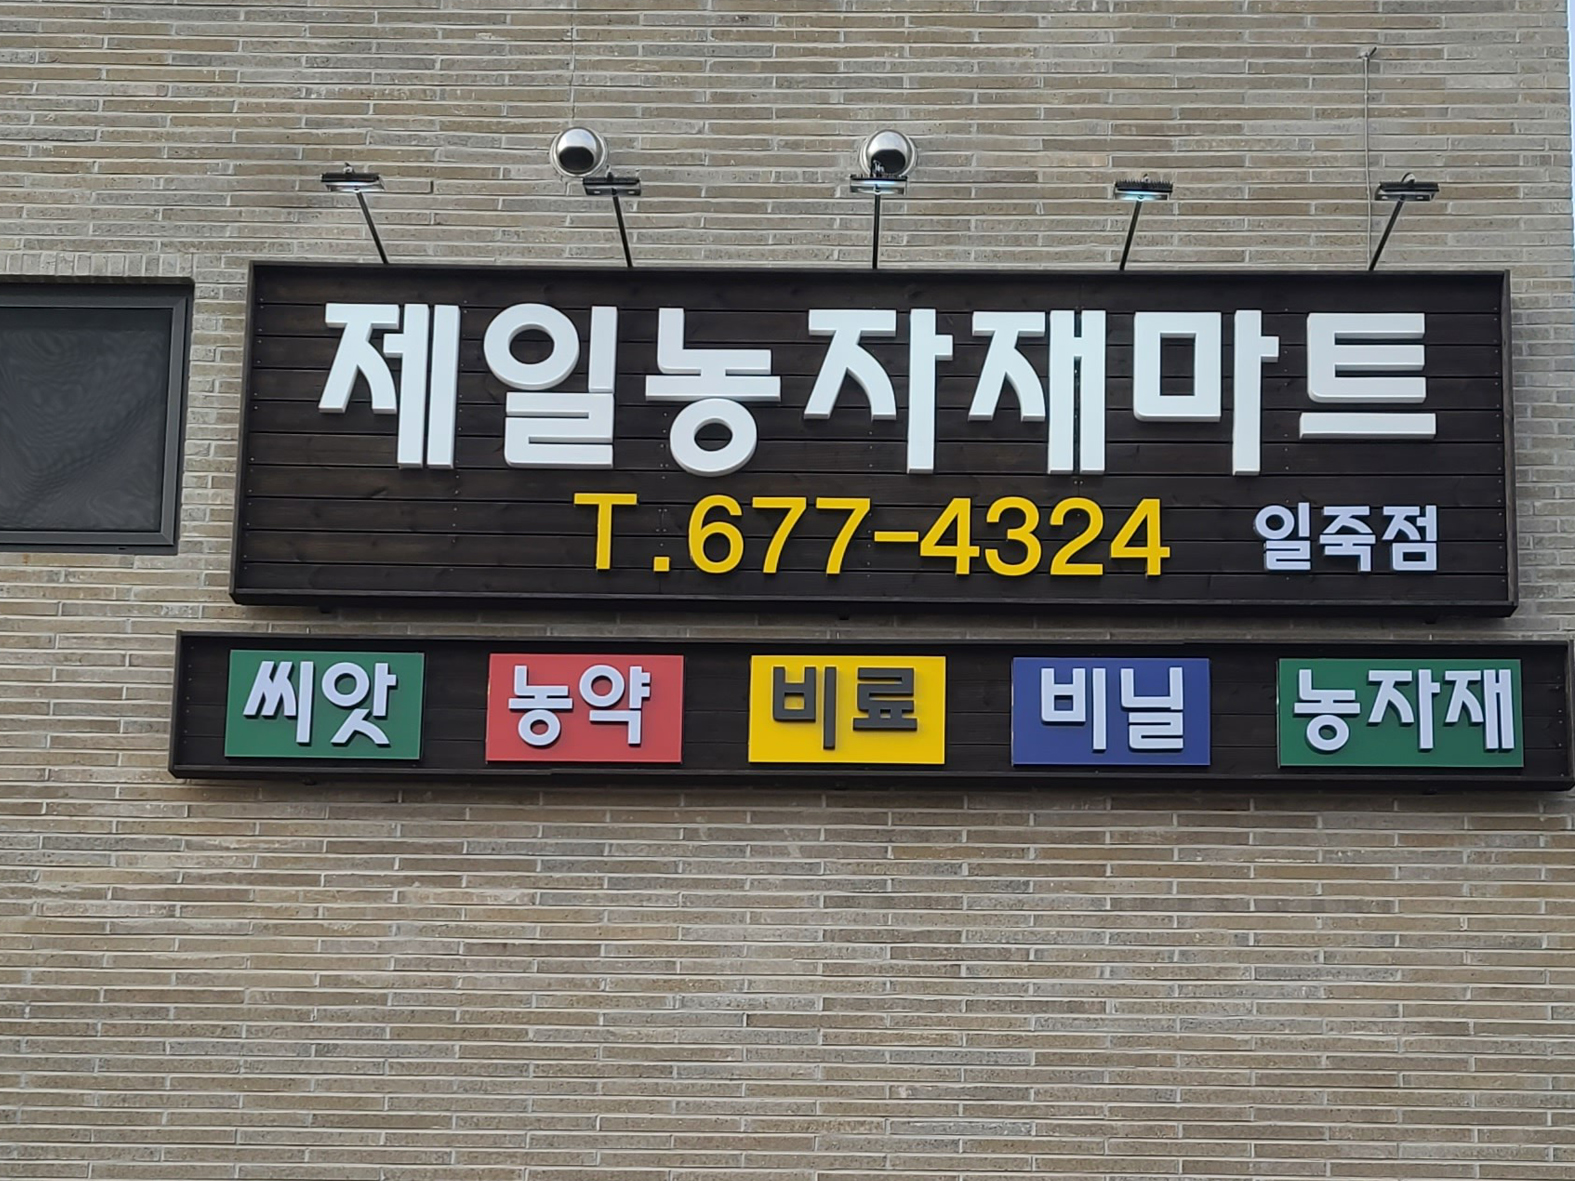 제일농자재마트
T.677-4324 일죽점
씨앗 농약 비료 비닐 농자재